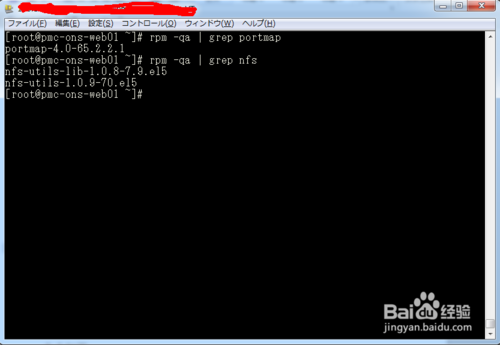 ファイル(F) 編集(E) 設定(S) コントロール(O) ウィンドウ(W) ヘルプ(H)
[root@pmc-ons-web01 ~]# rpm -qa | grep portmap
portmap-4.0-65.2.2.1
[root@pmc-ons-web01 ~]# rpm -qa | grep nfs
nfs-utils-lib-1.0.8-7.9.el5
nfs-utils-1.0.9-70.el5
[root@pmc-ons-web01 ~]#
Bai du 经验
jingyan.baidu.com